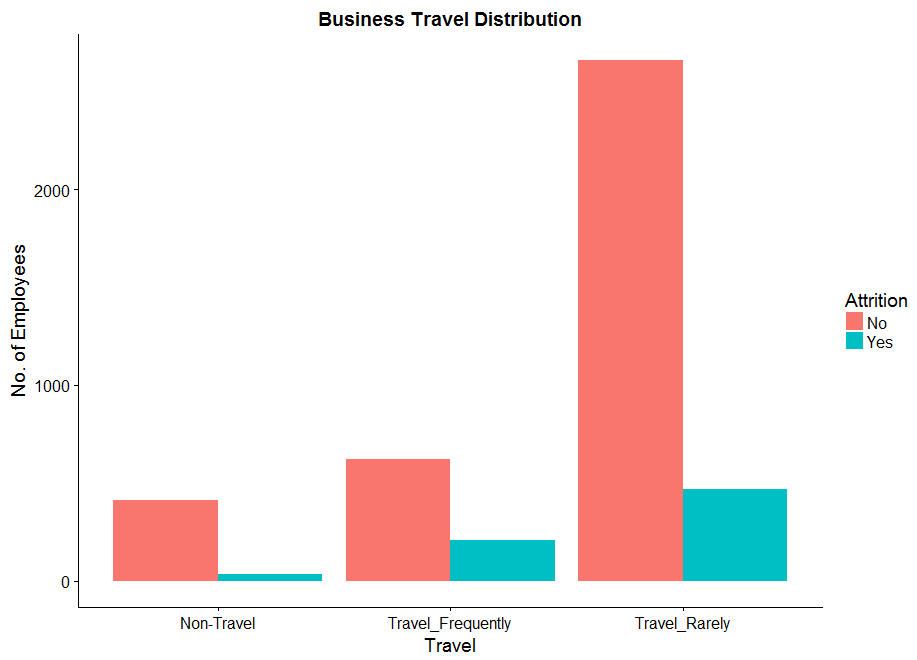 Business Travel Distribution
No. of Employees
2000
1000
0
Non-Travel
Travel_Frequently
Travel_Rarely
Travel
Attrition
No
Yes